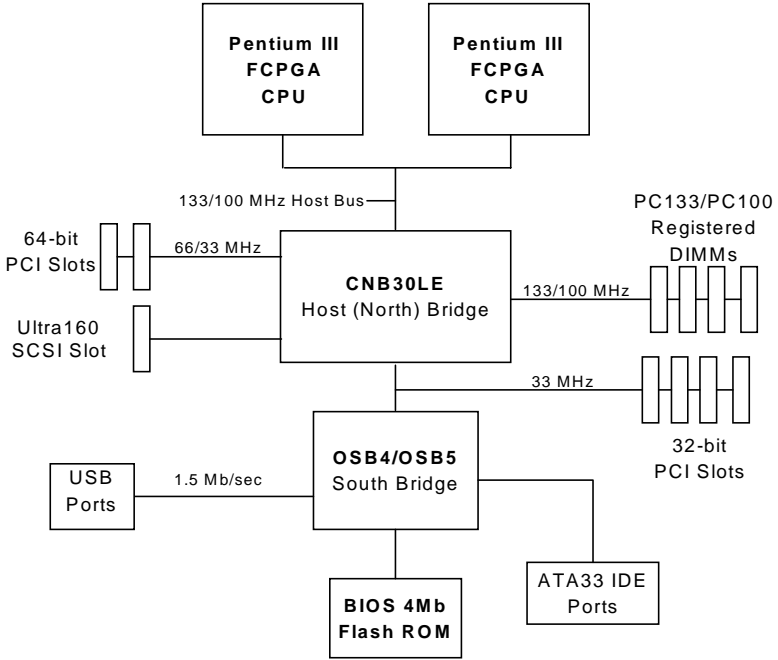 Pentium III
FCPGA
CPU
Pentium III
FCPGA
CPU
133/100 MHz Host Bus
64-bit
PCI Slots
66/33 MHz
PC133/PC100
Registered
DIMMs
CNB30LE
Host (North) Bridge
133/100 MHz
Ultra160
SCSI Slot
33 MHz
32-bit
PCI Slots
OSB4/OSB5
South Bridge
USB
Ports
1.5 Mb/sec
ATA33 IDE
Ports
BIOS 4Mb
Flash ROM